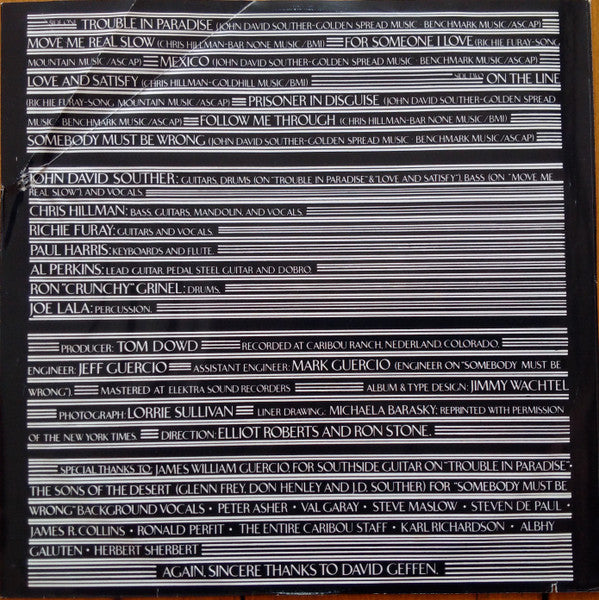 SIDE ONE TROUBLE IN PARADISE (JOHN DAVID SOUTHER-GOLDEN SPREAD MUSIC - BENCHMARK MUSIC/ASCAP)
MOVE ME REAL SLOW (CHRIS HILLMAN-BAR NONE MUSIC/BMI) FOR SOMEONE I LOVE (RICHIE FURAY-SONG
MOUNTAIN MUSIC/ASCAP) MEXICO (JOHN DAVID SOUTHER-GOLDEN SPREAD MUSIC - BENCHMARK MUSIC/ASCAP)
LOVE AND SATISFY (CHRIS HILLMAN-GOLDHILL MUSIC/BMI) SIDE TWO ON THE LINE
(RICHIE FURAY-SONG MOUNTAIN MUSIC/ASCAP) PRISONER IN DISGUISE (JOHN DAVID SOUTHER-GOLDEN SPREAD
MUSIC - BENCHMARK MUSIC/ASCAP) FOLLOW ME THROUGH (CHRIS HILLMAN-BAR NONE MUSIC/BMI)
SOMEBODY MUST BE WRONG (JOHN DAVID SOUTHER-GOLDEN SPREAD MUSIC - BENCHMARK MUSIC/ASCAP)
JOHN DAVID SOUTHER: GUITARS, DRUMS (ON "TROUBLE IN PARADISE" & "LOVE AND SATISFY"), BASS (ON "MOVE ME
REAL SLOW"), AND VOCALS.
CHRIS HILLMAN: BASS, GUITARS, MANDOLIN, AND VOCALS.
RICHIE FURAY: GUITARS AND VOCALS.
PAUL HARRIS: KEYBOARDS AND FLUTE.
AL PERKINS: LEAD GUITAR, PEDAL STEEL GUITAR AND DOBRO.
RON "CRUNCHY" GRINEL: DRUMS.
JOE LALA: PERCUSSION.
PRODUCER: TOM DOWD RECORDED AT CARIBOU RANCH, NEDERLAND, COLORADO.
ENGINEER: JEFF GUERCIO ASSISTANT ENGINEER: MARK GUERCIO (ENGINEER ON "SOMEBODY MUST BE
WRONG"). MASTERED AT ELEKTRA SOUND RECORDERS ALBUM & TYPE DESIGN: JIMMY WACHTEL
PHOTOGRAPH: LORRIE SULLIVAN LINER DRAWING: MICHAELA BARASKY; REPRINTED WITH PERMISSION
OF THE NEW YORK TIMES. DIRECTION: ELLIOT ROBERTS AND RON STONE.
SPECIAL THANKS TO: JAMES WILLIAM GUERCIO, FOR SOUTHSIDE GUITAR ON "TROUBLE IN PARADISE" •
THE SONS OF THE DESERT (GLENN FREY, DON HENLEY AND J.D. SOUTHER) FOR "SOMEBODY MUST BE
WRONG" BACKGROUND VOCALS • PETER ASHER • VAL GARAY • STEVE MASLOW • STEVEN DE PAUL •
JAMES R. COLLINS • RONALD PERFIT • THE ENTIRE CARIBOU STAFF • KARL RICHARDSON • ALBHY
GALUTEN • HERBERT SHERBERT
AGAIN, SINCERE THANKS TO DAVID GEFFEN.